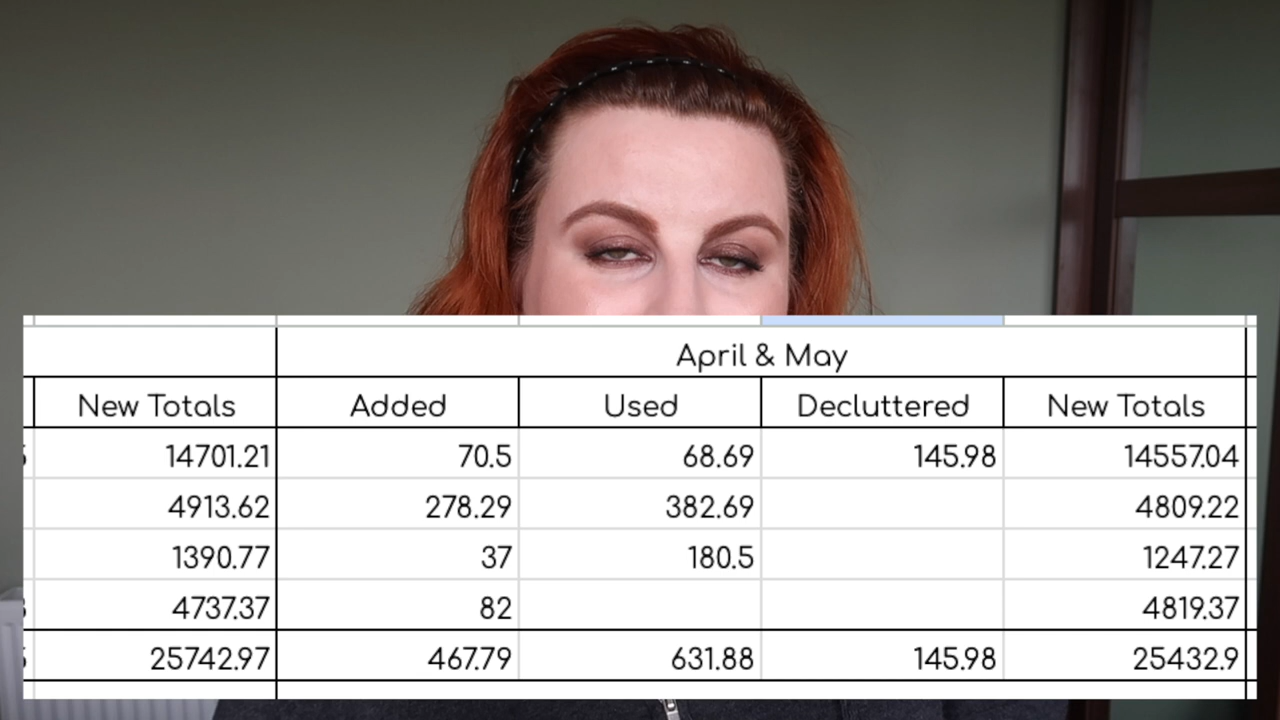 April & May
New Totals Added Used Decluttered New Totals
14701.21 70.5 68.69 145.98 14557.04
4913.62 278.29 382.69 4809.22
1390.77 37 180.5 1247.27
4737.37 82 4819.37
25742.97 467.79 631.88 145.98 25432.9